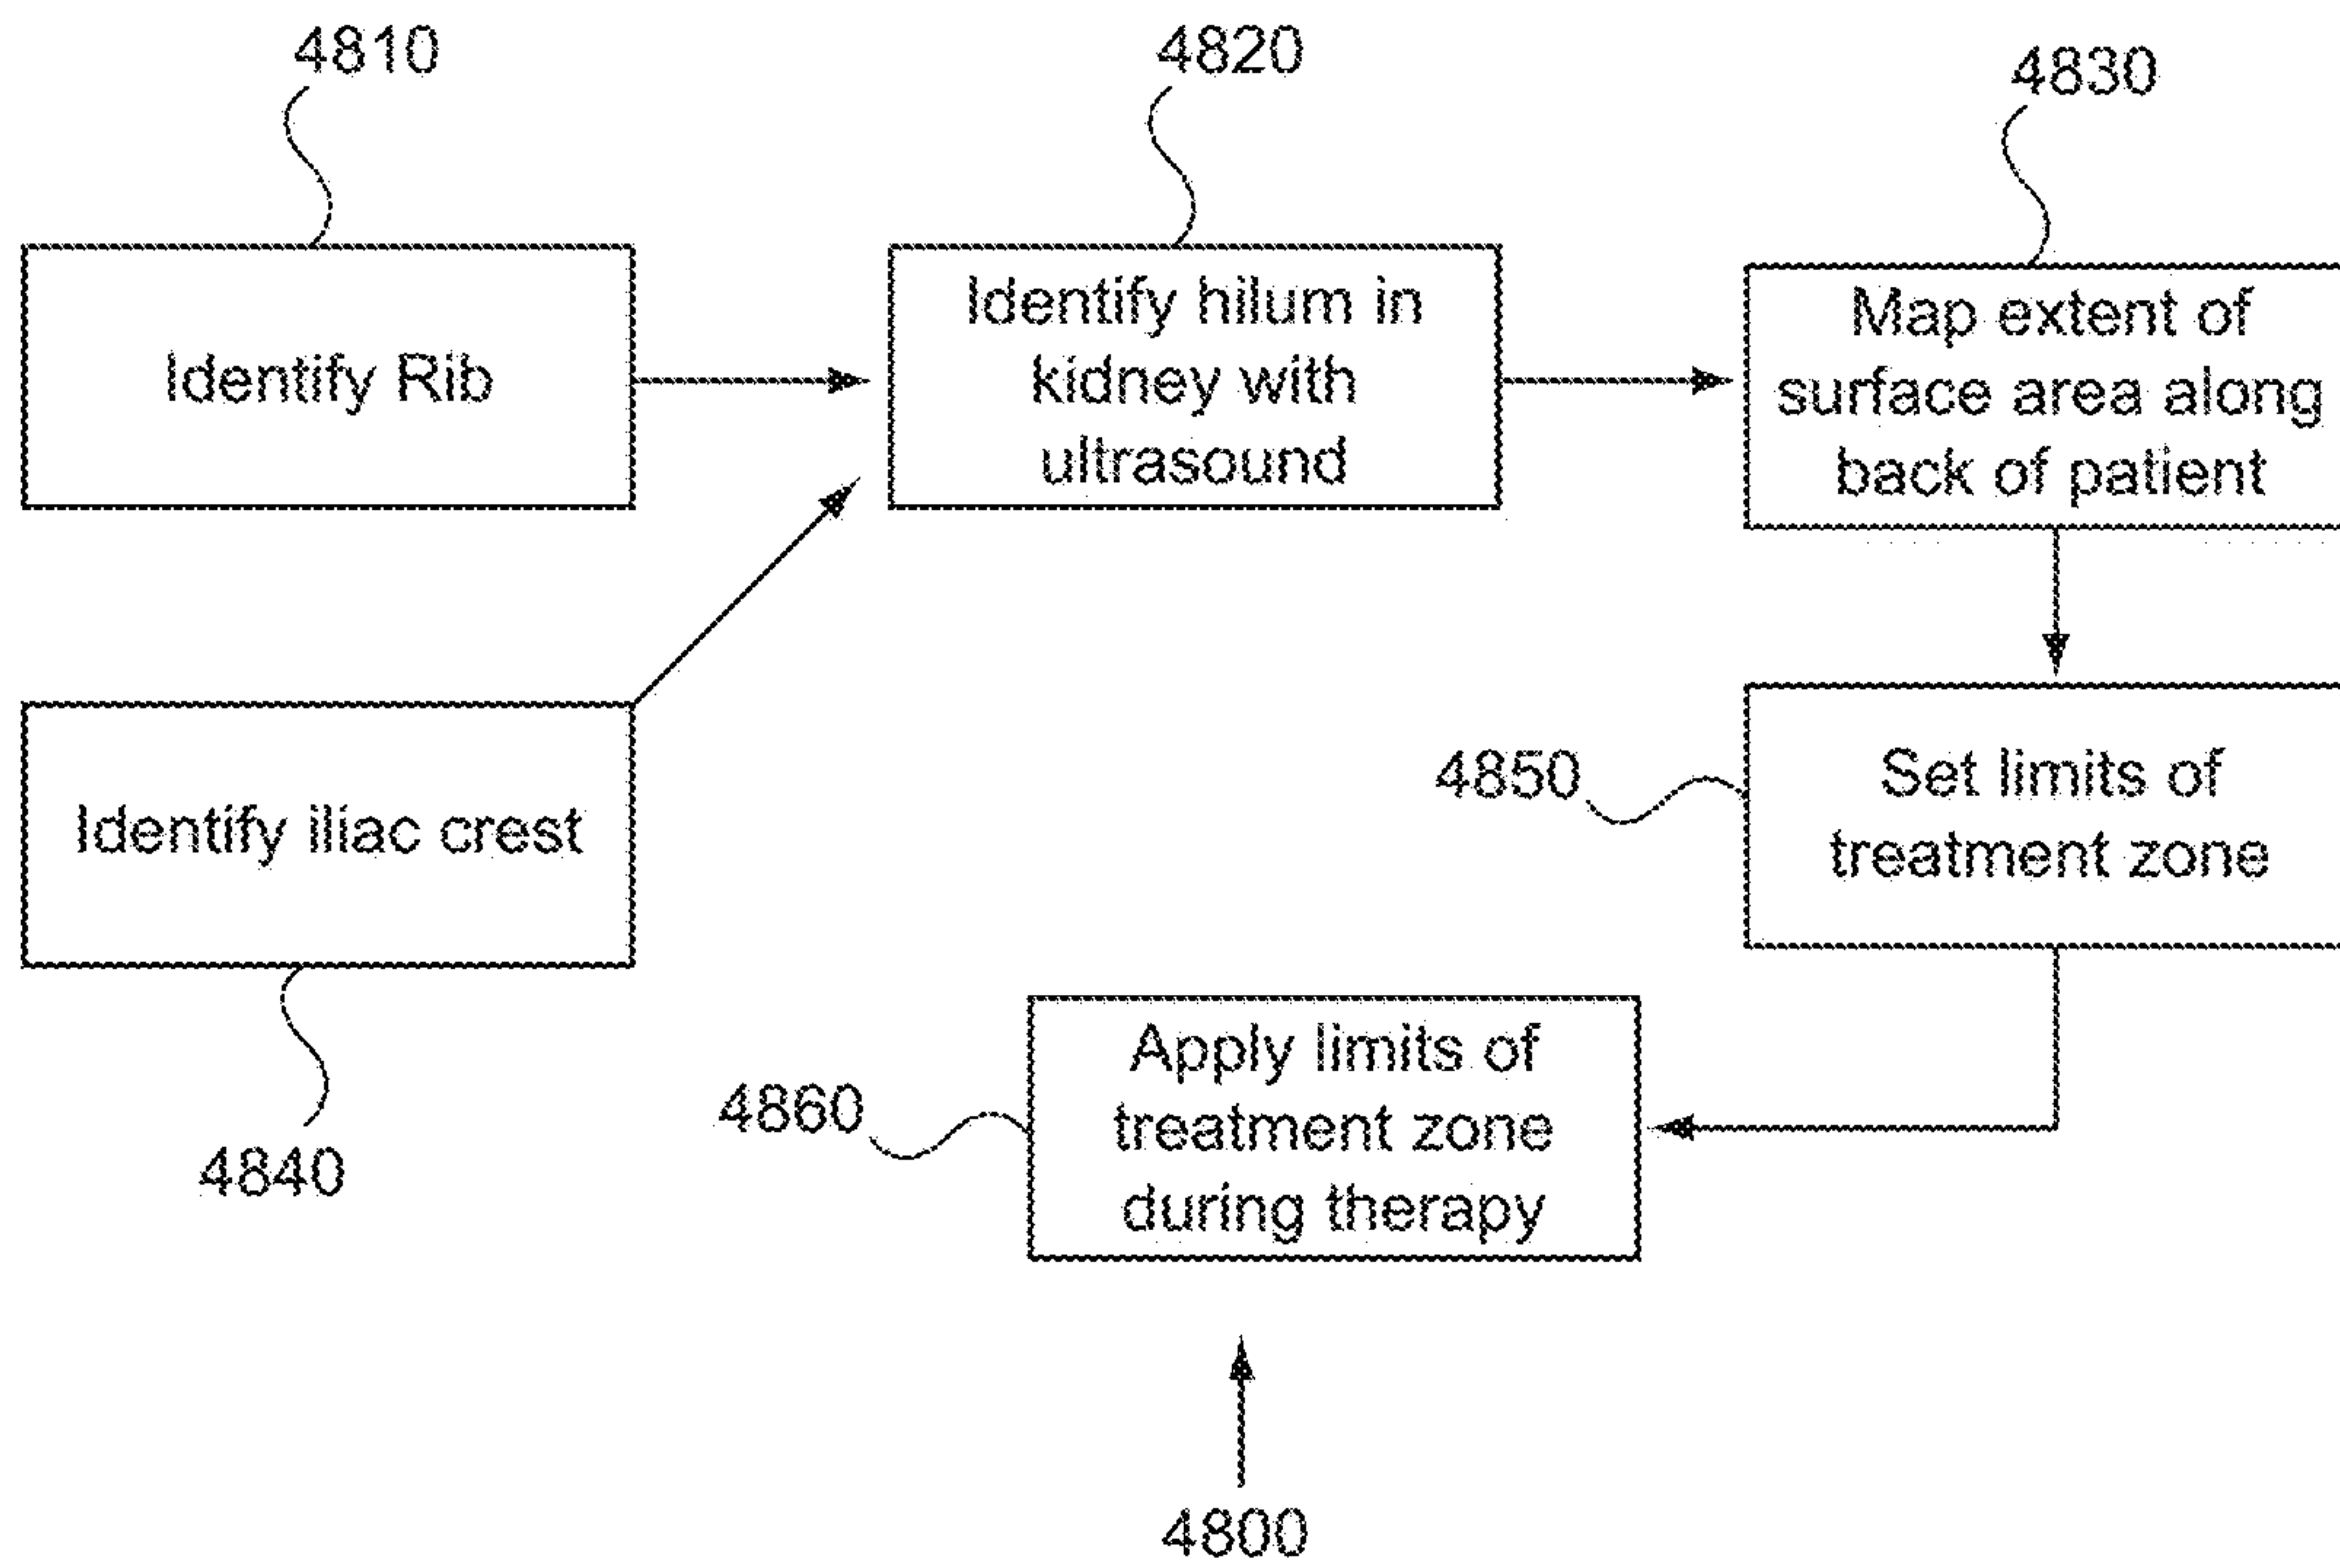 4810
4820
4830
Identify Rib
Identify hilum in
kidney with
ultrasound
Map extent of
surface area along
back of patient
Identify iliac crest
4840
4850
Set limits of
treatment zone
4860
Apply limits of
treatment zone
during therapy
4800